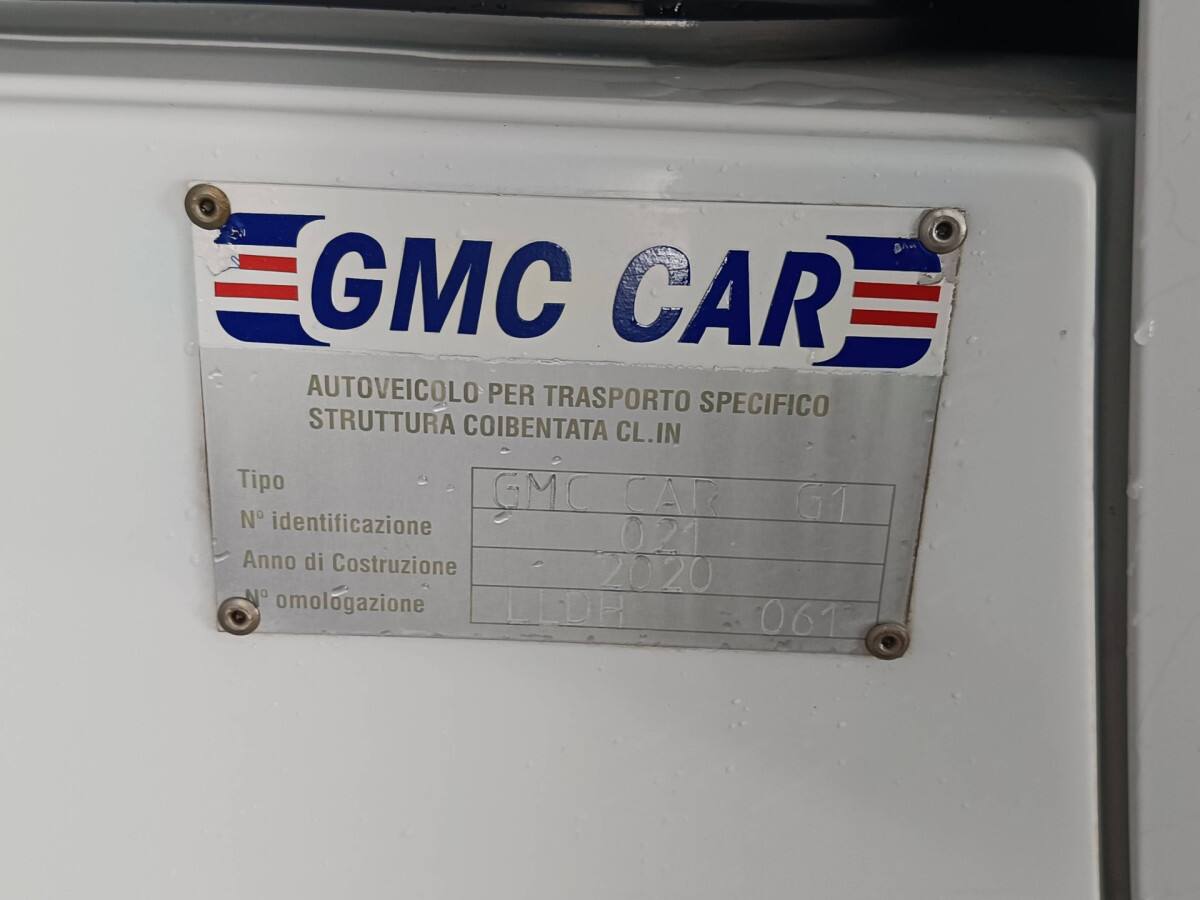 GMC CAR
AUTOVEICOLO PER TRASPORTO SPECIFICO
STRUTTURA COIBENTATA CL.IN
Tipo GMC CAR G1
N° identificazione 021
Anno di Costruzione 2020
N° omologazione LLDH 061